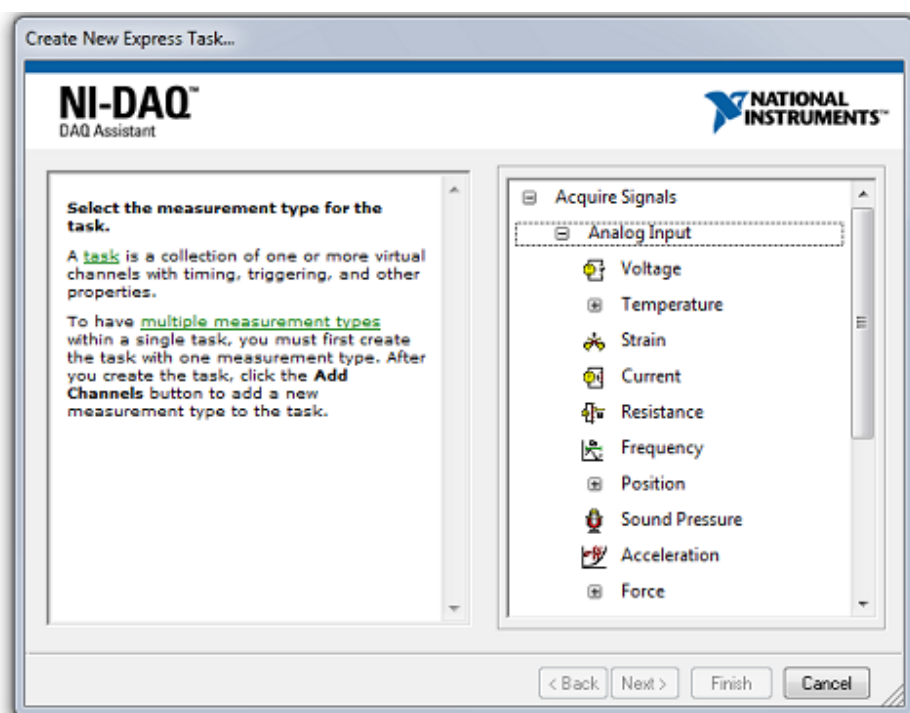 Create New Express Task...
NI-DAQ™
DAQ Assistant
NATIONAL
INSTRUMENTS™
Select the measurement type for the
task.
A task is a collection of one or more virtual
channels with timing, triggering, and other
properties.
To have multiple measurement types
within a single task, you must first create
the task with one measurement type. After
you create the task, click the Add
Channels button to add a new
measurement type to the task.
Acquire Signals
Analog Input
Voltage
Temperature
Strain
Current
Resistance
Frequency
Position
Sound Pressure
Acceleration
Force
< Back Next > Finish Cancel